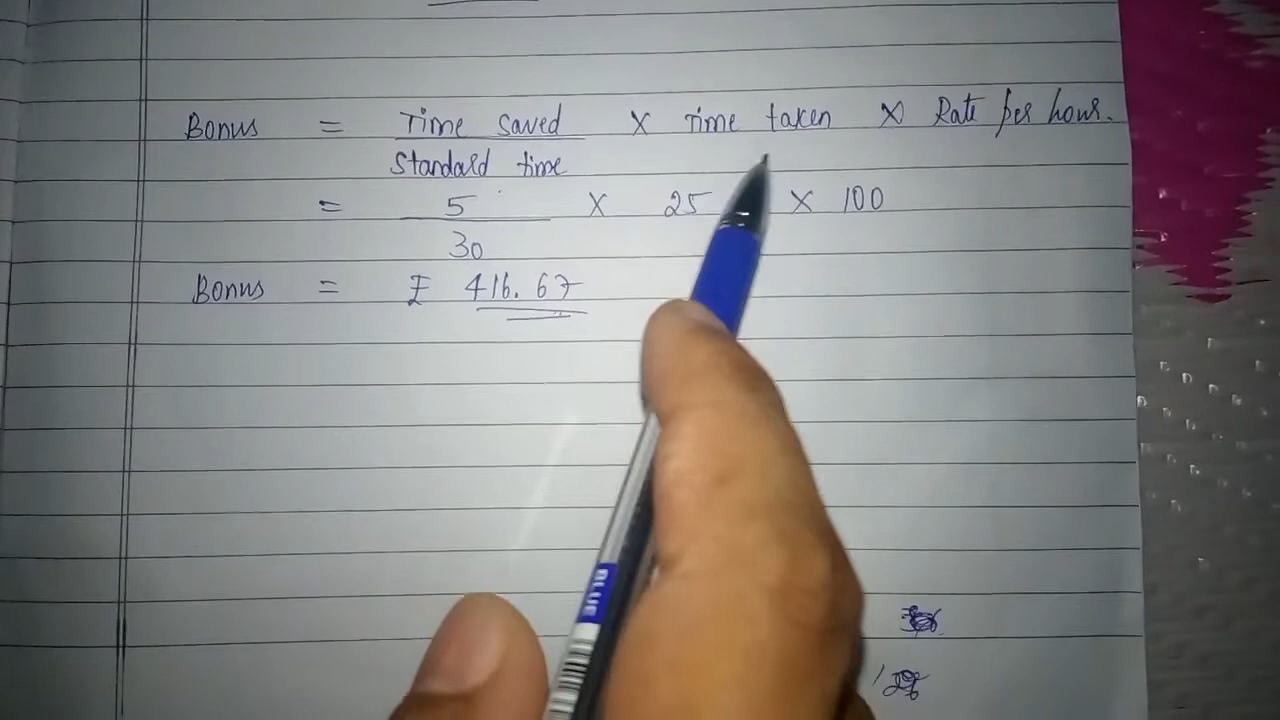 Bonus = Time saved X Time taken X Rate per hour.
Standard time
= 5 X 25 X 100
30
Bonus = ₹ 416.67
BLUE